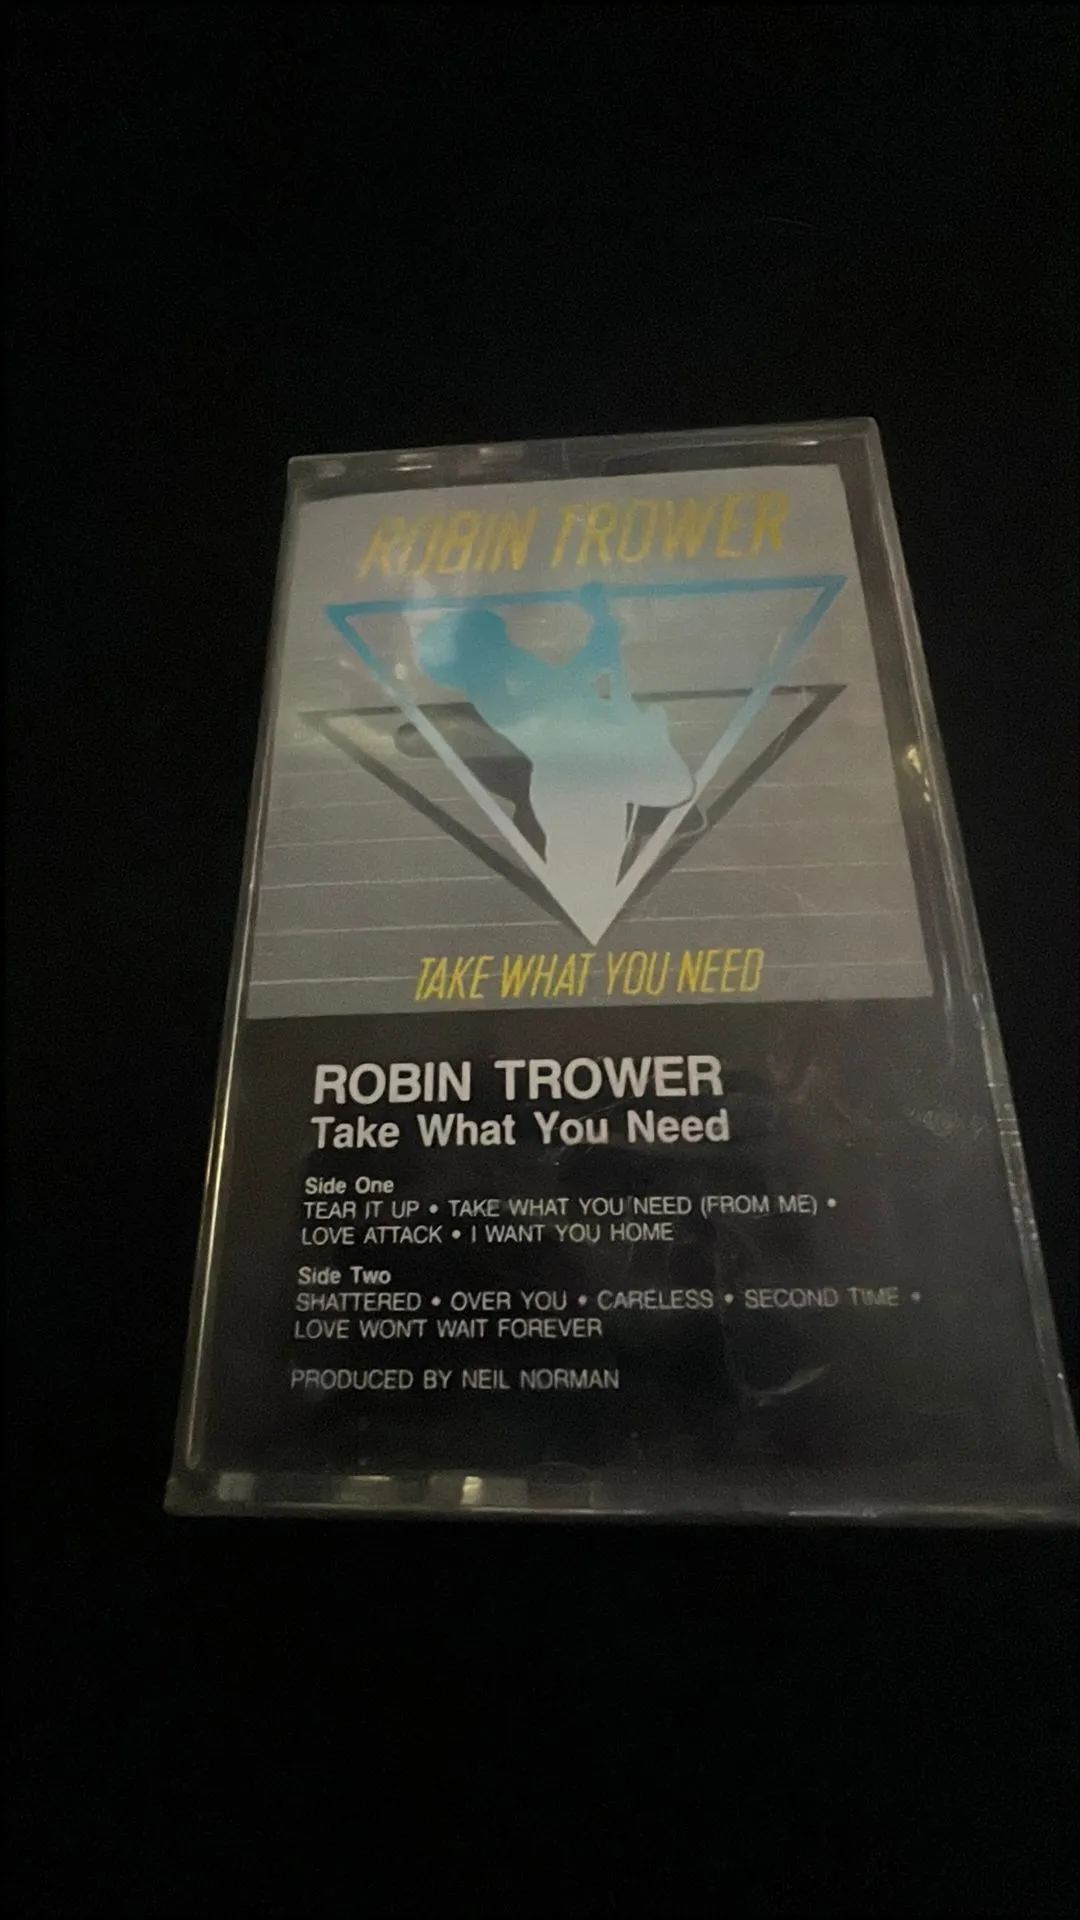 ROBIN TROWER
TAKE WHAT YOU NEED
ROBIN TROWER
Take What You Need
Side One
TEAR IT UP • TAKE WHAT YOU NEED (FROM ME) •
LOVE ATTACK • I WANT YOU HOME
Side Two
SHATTERED • OVER YOU • CARELESS • SECOND TIME •
LOVE WON'T WAIT FOREVER
PRODUCED BY NEIL NORMAN